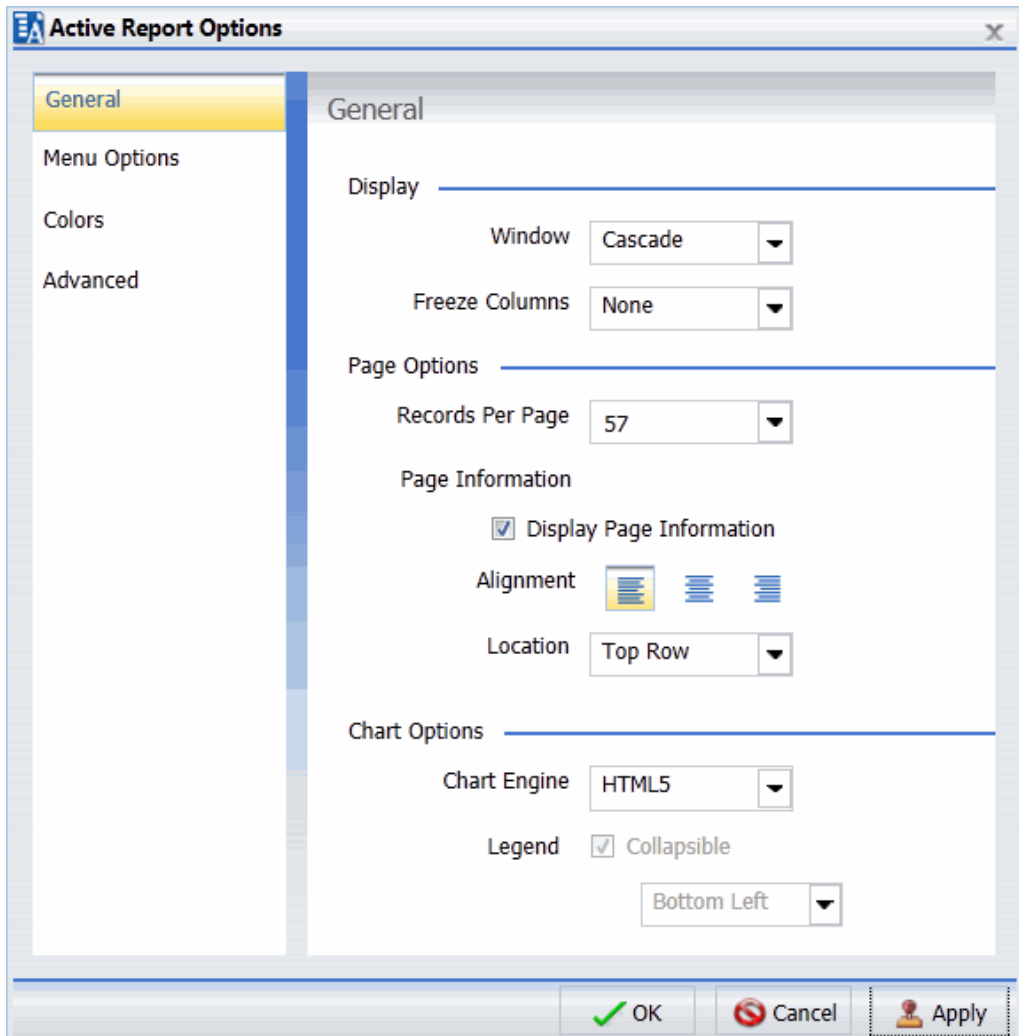 Active Report Options
General
Menu Options
Colors
Advanced
General
Display
Window Cascade
Freeze Columns None
Page Options
Records Per Page 57
Page Information
Display Page Information
Alignment
Location Top Row
Chart Options
Chart Engine HTML5
Legend Collapsible
Bottom Left
OK Cancel Apply